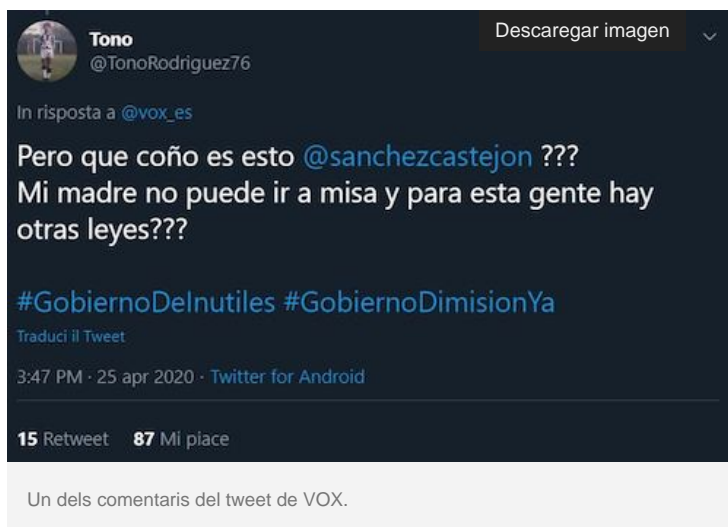 Descaregar imagen
Tono
@TonoRodriguez76
In risposta a @vox_es
Pero que coño es esto @sanchezcastejon ???
Mi madre no puede ir a misa y para esta gente hay
otras leyes???
#GobiernoDeInutiles #GobiernoDimisionYa
Traduci il Tweet
3:47 PM · 25 apr 2020 · Twitter for Android
15 Retweet 87 Mi piace
Un dels comentaris del tweet de VOX.